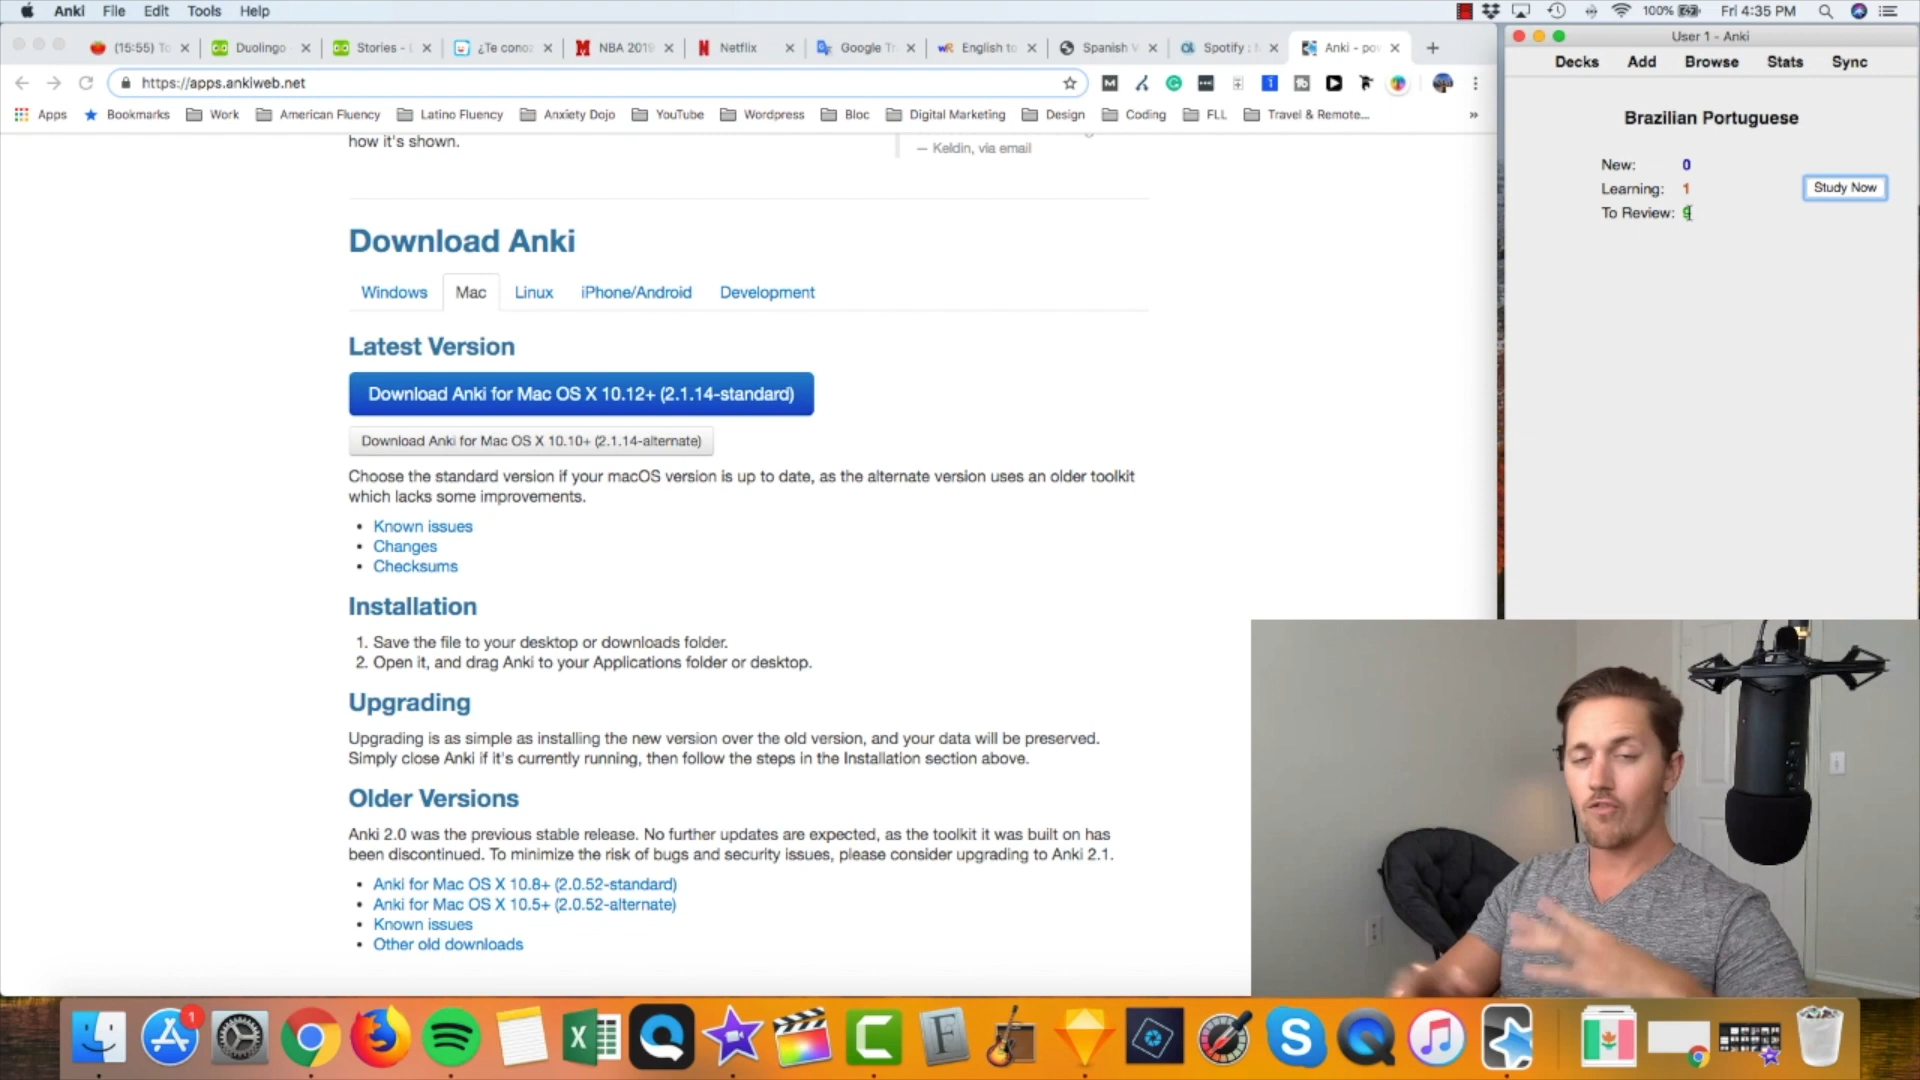 Anki File Edit Tools Help
100% Fri 4:35 PM
(15:55) To
Duolingo
Stories - (
¿Te cono
NBA 2019
Netflix
Google Tr
English to
Spanish V
Spotify :
Anki - pow
https://apps.ankiweb.net
Apps Bookmarks Work American Fluency Latino Fluency Anxiety Dojo YouTube Wordpress Bloc Digital Marketing Design Coding FLL Travel & Remote...
how it's shown.
— Keldin, via email
Download Anki
Windows Mac Linux iPhone/Android Development
Latest Version
Download Anki for Mac OS X 10.12+ (2.1.14-standard)
Download Anki for Mac OS X 10.10+ (2.1.14-alternate)
Choose the standard version if your macOS version is up to date, as the alternate version uses an older toolkit
which lacks some improvements.
• Known issues
• Changes
• Checksums
Installation
1. Save the file to your desktop or downloads folder.
2. Open it, and drag Anki to your Applications folder or desktop.
Upgrading
Upgrading is as simple as installing the new version over the old version, and your data will be preserved.
Simply close Anki if it's currently running, then follow the steps in the Installation section above.
Older Versions
Anki 2.0 was the previous stable release. No further updates are expected, as the toolkit it was built on has
been discontinued. To minimize the risk of bugs and security issues, please consider upgrading to Anki 2.1.
• Anki for Mac OS X 10.8+ (2.0.52-standard)
• Anki for Mac OS X 10.5+ (2.0.52-alternate)
• Known issues
• Other old downloads
User 1 - Anki
Decks Add Browse Stats Sync
Brazilian Portuguese
New: 0
Learning: 1
To Review:
Study Now